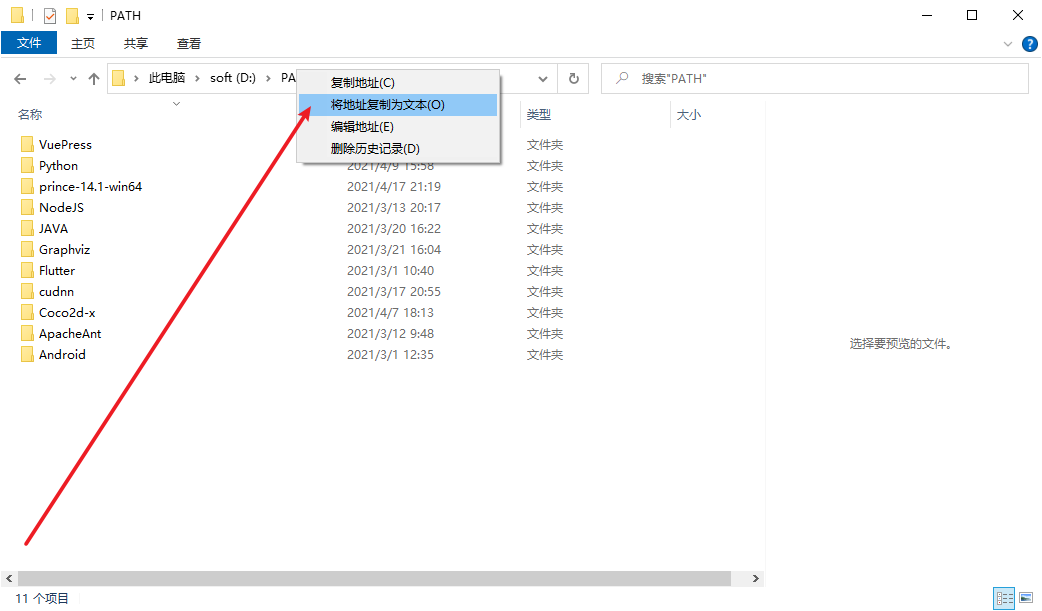 PATH
文件 主页 共享 查看
此电脑 soft (D:) PA 搜索"PATH"
复制地址(C)
将地址复制为文本(O)
编辑地址(E)
删除历史记录(D)
名称 类型 大小
VuePress 文件夹
Python 2021/4/9 15:58 文件夹
prince-14.1-win64 2021/4/17 21:19 文件夹
NodeJS 2021/3/13 20:17 文件夹
JAVA 2021/3/20 16:22 文件夹
Graphviz 2021/3/21 16:04 文件夹
Flutter 2021/3/1 10:40 文件夹
cudnn 2021/3/17 20:55 文件夹
Coco2d-x 2021/4/7 18:13 文件夹
ApacheAnt 2021/3/12 9:48 文件夹
Android 2021/3/1 12:35 文件夹
选择要预览的文件。
11 个项目